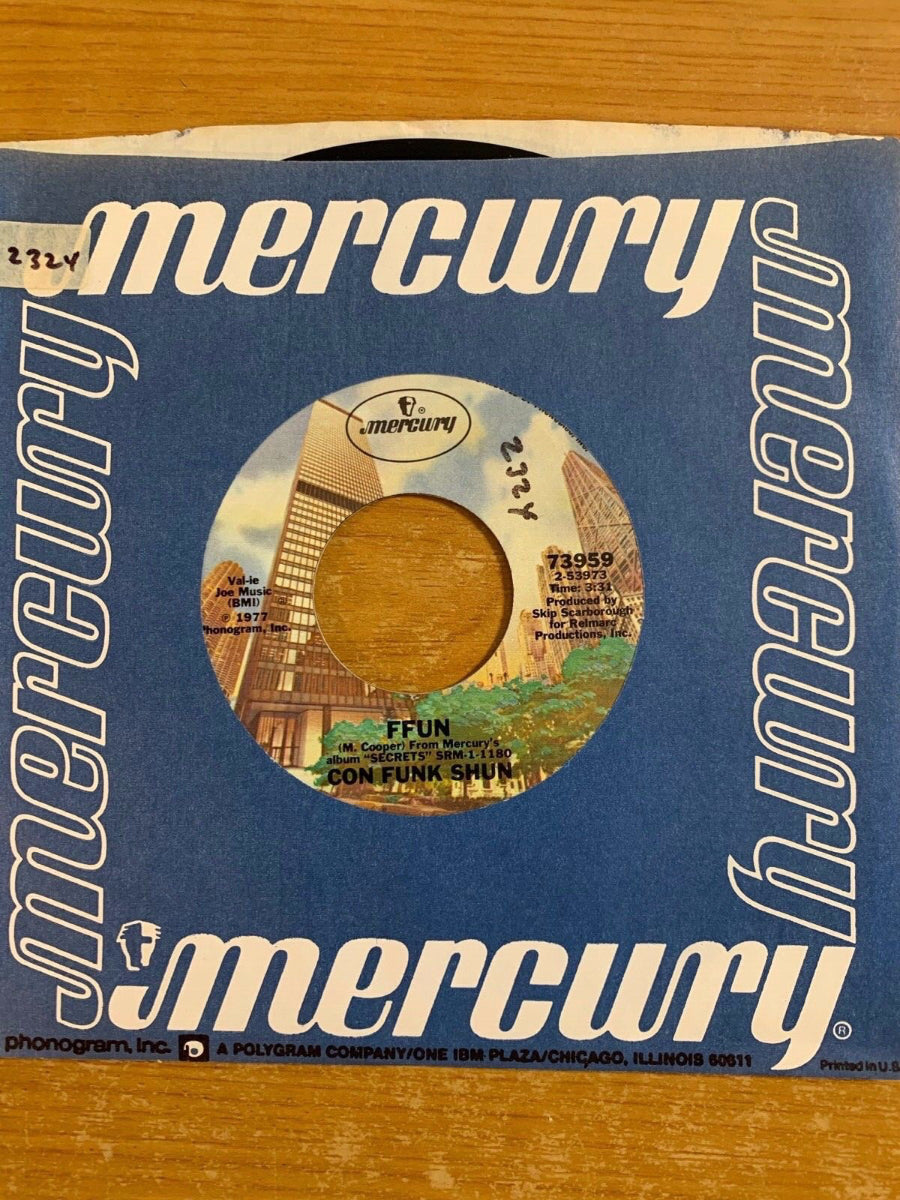 mercury
2324
mercury
mercury
mercury
2324
73959
2-53973
Time: 3:31
Produced by
Skip Scarborough
for Relmarc
Productions, Inc.
Val-ie
Joe Music
(BMI)
℗ 1977
Phonogram, Inc.
FFUN
(M. Cooper) From Mercury's
album "SECRETS" SRM-1-1180
CON FUNK SHUN
mercury®
phonogram, inc. A POLYGRAM COMPANY/ONE IBM PLAZA/CHICAGO, ILLINOIS 60611
Printed in U.S